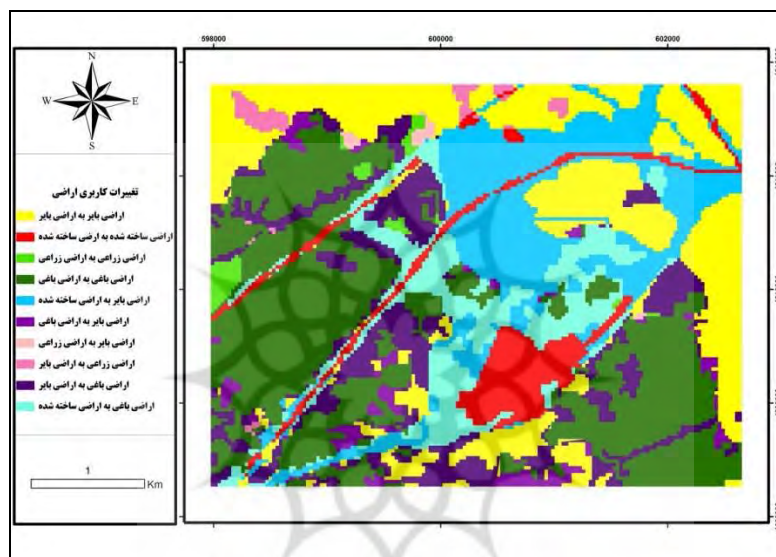 598000 600000 602000
N
W E
S
تغییرات کاربری اراضی
اراضی بایر به اراضی بایر
اراضی ساخته شده به ارضی ساخته شده
اراضی زراعی به اراضی زراعی
اراضی باغی به اراضی باغی
اراضی بایر به اراضی ساخته شده
اراضی بایر به اراضی باغی
اراضی بایر به اراضی زراعی
اراضی زراعی به اراضی بایر
اراضی باغی به اراضی بایر
اراضی باغی به اراضی ساخته شده
1
Km